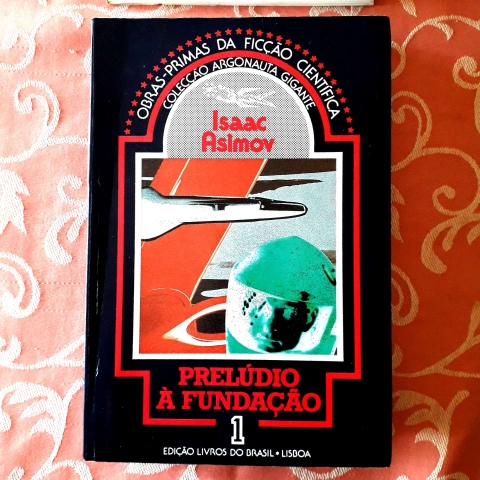 OBRAS-PRIMAS DA FICÇÃO CIENTÍFICA
COLECÇÃO ARGONAUTA GIGANTE
Isaac
Asimov
PRELÚDIO
À FUNDAÇÃO
1
EDIÇÃO LIVROS DO BRASIL • LISBOA